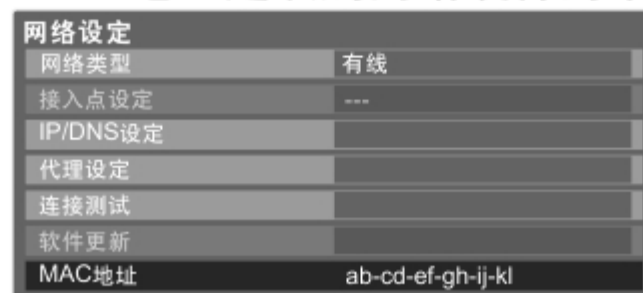 网络设定
网络类型 有线
接入点设定 ---
IP/DNS设定
代理设定
连接测试
软件更新
MAC地址 ab-cd-ef-gh-ij-kl